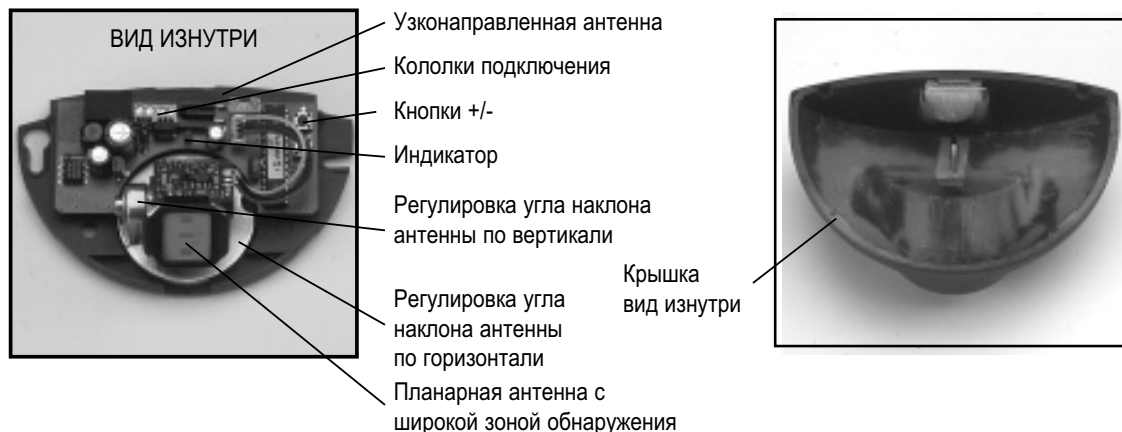 ВИД ИЗНУТРИ
Узконаправленная антенна
Кололки подключения
Кнопки +/-
Индикатор
Регулировка угла наклона
антенны по вертикали
Регулировка угла
наклона антенны
по горизонтали
Планарная антенна с
широкой зоной обнаружения
Крышка
вид изнутри